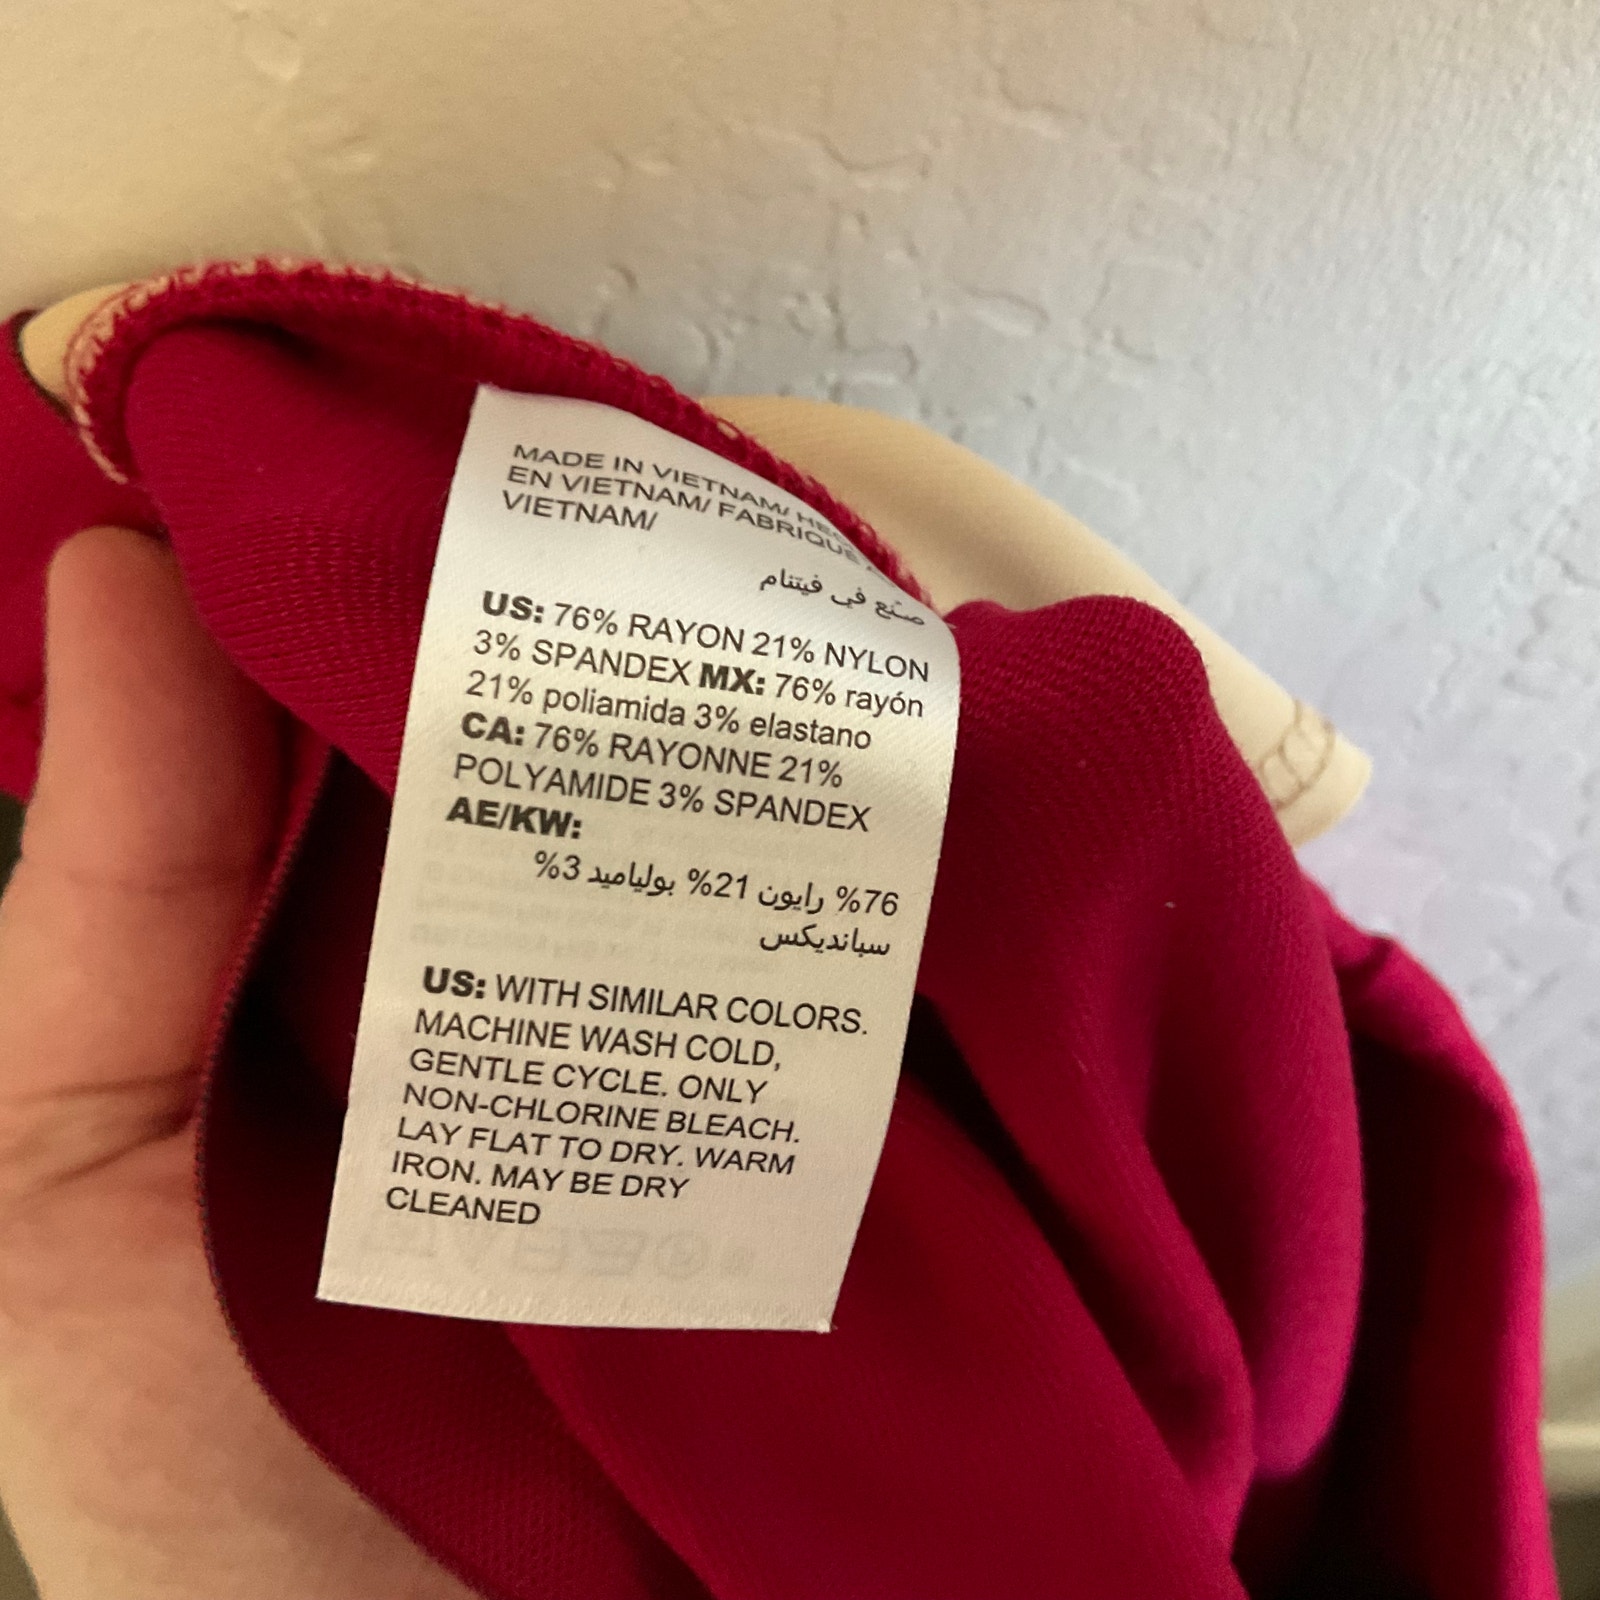 MADE IN VIETNAM/
EN VIETNAM/ FABRIQUÉ
VIETNAM/
صنع في فيتنام
US: 76% RAYON 21% NYLON
3% SPANDEX MX: 76% rayón
21% poliamida 3% elastano
CA: 76% RAYONNE 21%
POLYAMIDE 3% SPANDEX
AE/KW:
76% رايون 21% بولياميد 3%
سبانديكس
US: WITH SIMILAR COLORS.
MACHINE WASH COLD,
GENTLE CYCLE. ONLY
NON-CHLORINE BLEACH.
LAY FLAT TO DRY. WARM
IRON. MAY BE DRY
CLEANED